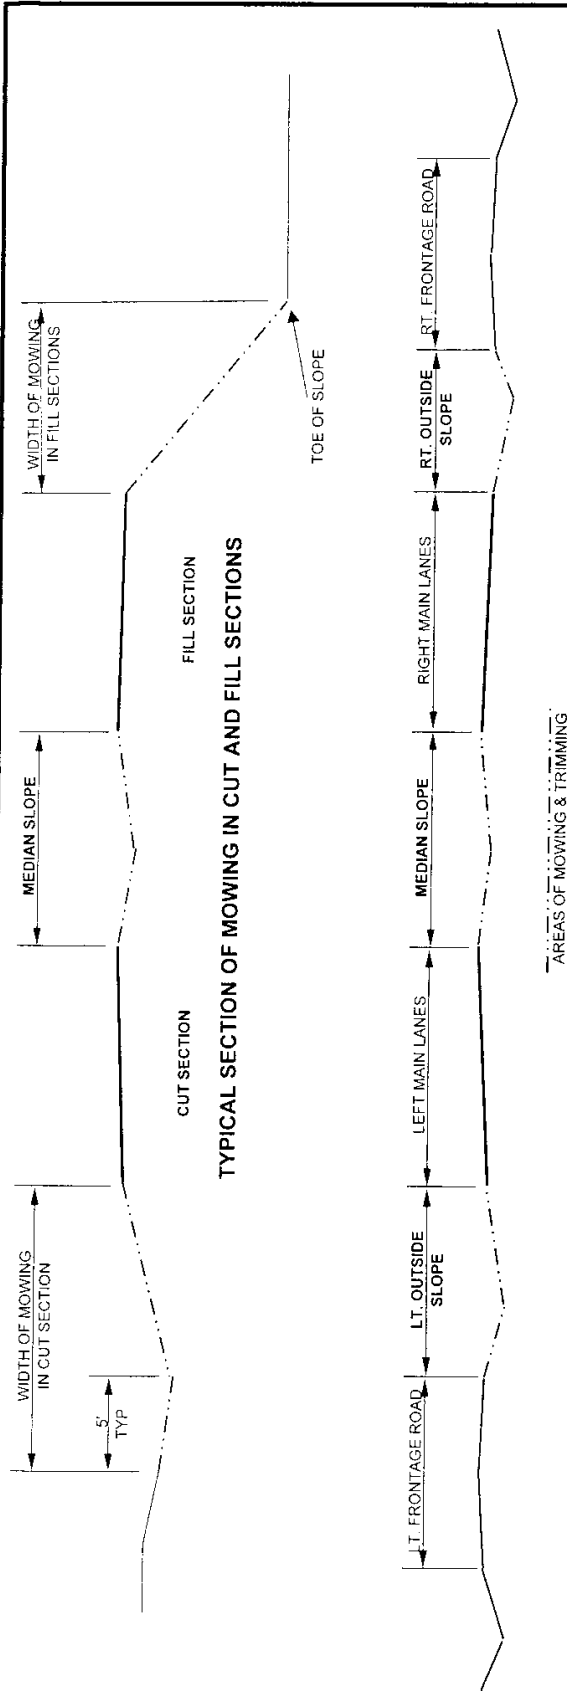 WIDTH OF MOWING
IN CUT SECTION
5'
TYP
MEDIAN SLOPE
WIDTH OF MOWING
IN FILL SECTIONS
TOE OF SLOPE
CUT SECTION
FILL SECTION
TYPICAL SECTION OF MOWING IN CUT AND FILL SECTIONS
LT. FRONTAGE ROAD
LT. OUTSIDE
SLOPE
LEFT MAIN LANES
MEDIAN SLOPE
RIGHT MAIN LANES
RT. OUTSIDE
SLOPE
RT. FRONTAGE ROAD
AREAS OF MOWING & TRIMMING